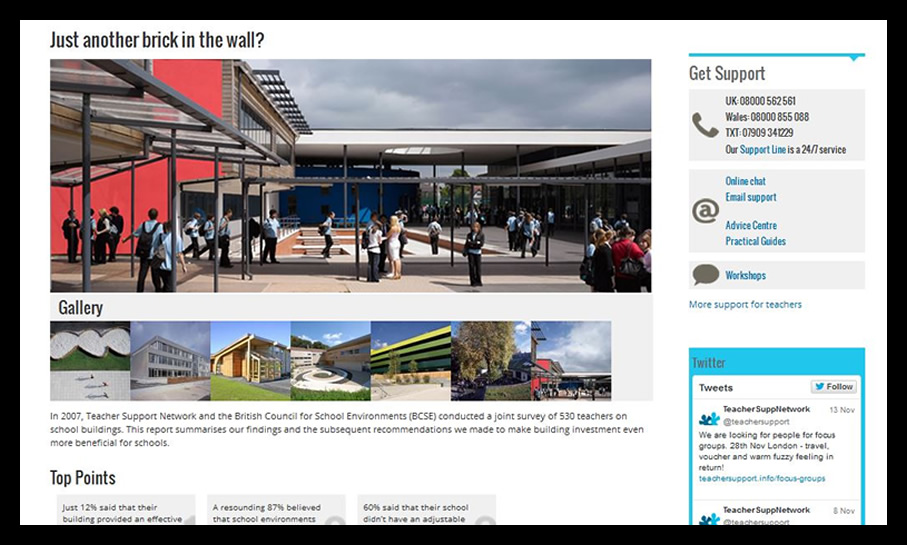 Just another brick in the wall?
Gallery
In 2007, Teacher Support Network and the British Council for School Environments (BCSE) conducted a joint survey of 530 teachers on
school buildings. This report summarises our findings and the subsequent recommendations we made to make building investment even
more beneficial for schools.
Top Points
Just 12% said that their
building provided an effective
A resounding 87% believed
that school environments
60% said that their school
didn't have an adjustable
Get Support
UK: 08000 562 561
Wales: 08000 855 088
TXT: 07909 341229
Our Support Line is a 24/7 service
@
Online chat
Email support
Advice Centre
Practical Guides
Workshops
More support for teachers
Twitter
Tweets
Follow
TeacherSuppNetwork 13 Nov
@teachersupport
We are looking for people for focus
groups. 28th Nov London - travel,
voucher and warm fuzzy feeling in
return!
teachersupport.info/focus-groups
TeacherSuppNetwork 8 Nov
@teachersupport